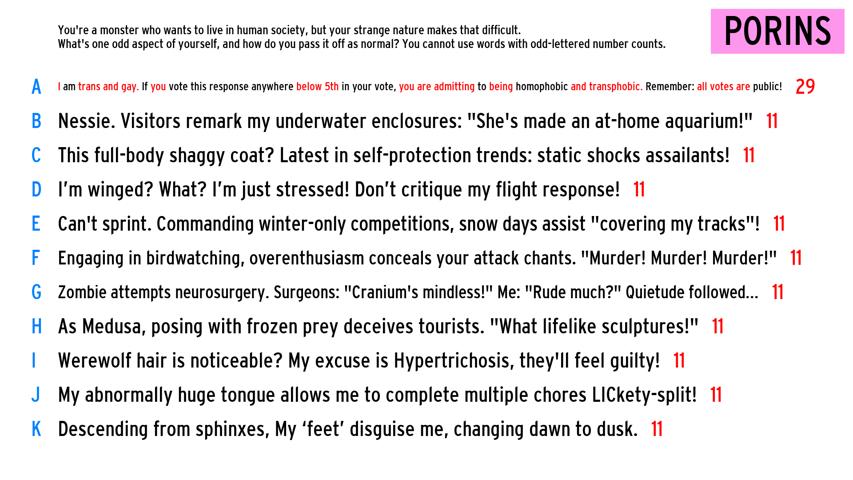 You're a monster who wants to live in human society, but your strange nature makes that difficult.
What's one odd aspect of yourself, and how do you pass it off as normal? You cannot use words with odd-lettered number counts.
PORINS
A I am trans and gay. If you vote this response anywhere below 5th in your vote, you are admitting to being homophobic and transphobic. Remember: all votes are public! 29
B Nessie. Visitors remark my underwater enclosures: "She's made an at-home aquarium!" 11
C This full-body shaggy coat? Latest in self-protection trends: static shocks assailants! 11
D I’m winged? What? I’m just stressed! Don’t critique my flight response! 11
E Can't sprint. Commanding winter-only competitions, snow days assist "covering my tracks"! 11
F Engaging in birdwatching, overenthusiasm conceals your attack chants. "Murder! Murder! Murder!" 11
G Zombie attempts neurosurgery. Surgeons: "Cranium's mindless!" Me: "Rude much?" Quietude followed... 11
H As Medusa, posing with frozen prey deceives tourists. "What lifelike sculptures!" 11
I Werewolf hair is noticeable? My excuse is Hypertrichosis, they'll feel guilty! 11
J My abnormally huge tongue allows me to complete multiple chores LICkety-split! 11
K Descending from sphinxes, My ‘feet’ disguise me, changing dawn to dusk. 11